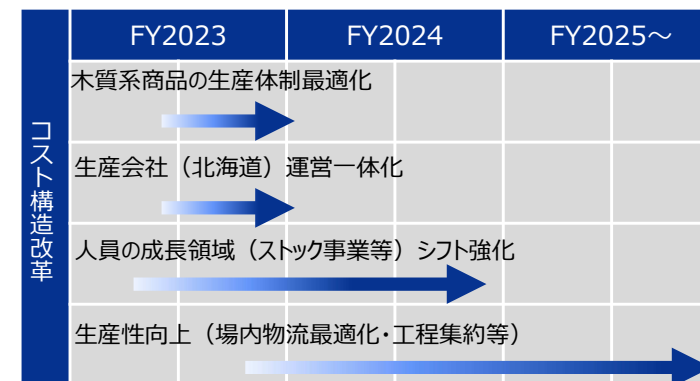 FY2023 FY2024 FY2025～
コスト構造改革
木質系商品の生産体制最適化
生産会社（北海道）運営一体化
人員の成長領域（ストック事業等）シフト強化
生産性向上（場内物流最適化・工程集約等）